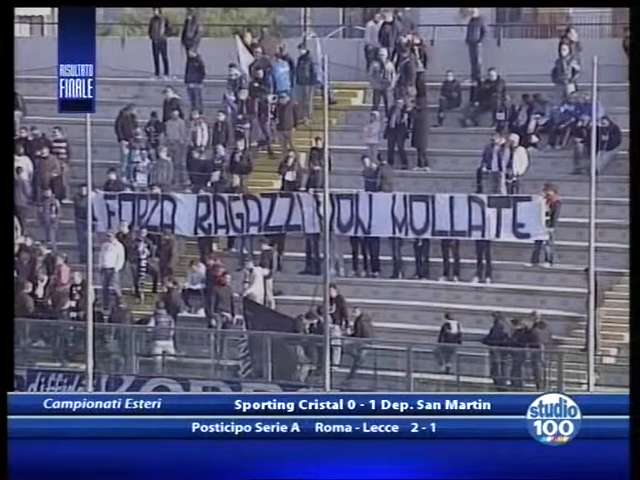 RISULTATO
FINALE
FORZA RAGAZZI NON MOLLATE
Campionati Esteri
Sporting Cristal 0 - 1 Dep. San Martin
Posticipo Serie A Roma - Lecce 2 - 1
studio
100